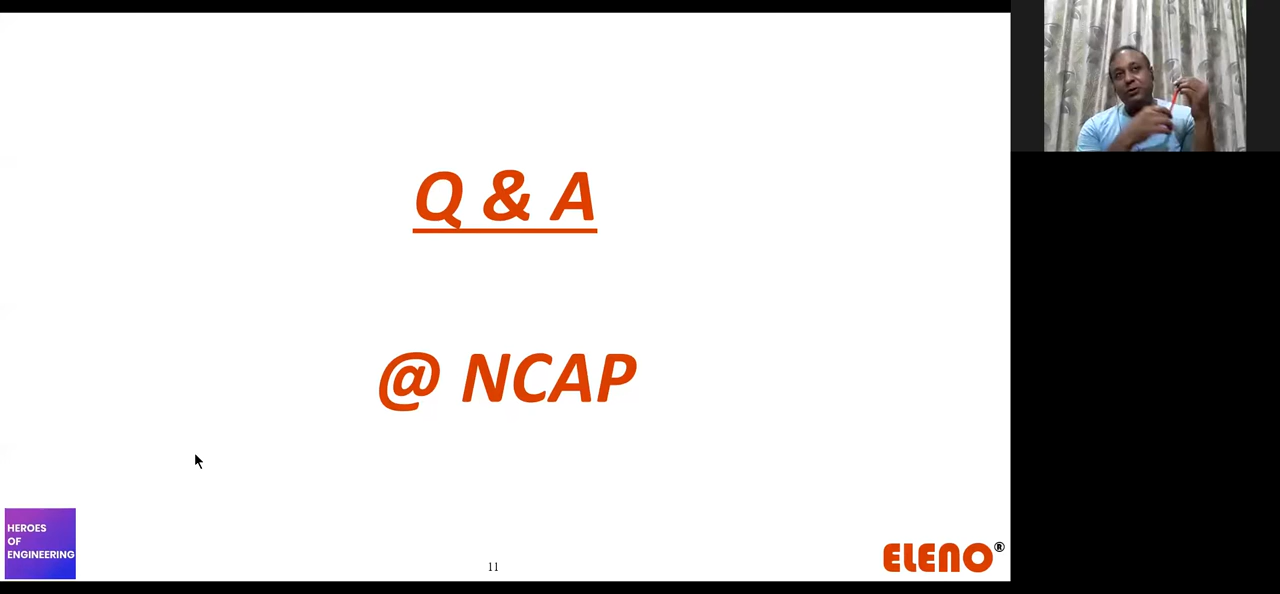 Q & A
@ NCAP
HEROES
OF
ENGINEERING
11
ELENO®